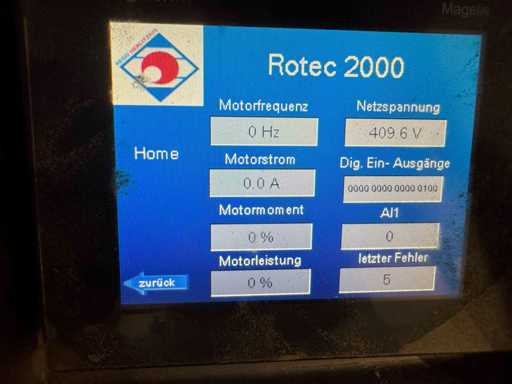 Magelis
Rotec 2000
Motorfrequenz
Netzspannung
0 Hz
409.6 V
Home
Motorstrom
Dig. Ein- Ausgänge
0.0 A
0000 0000 0000 0100
Motormoment
AI1
0 %
0
Motorleistung
letzter Fehler
zurück
0 %
5